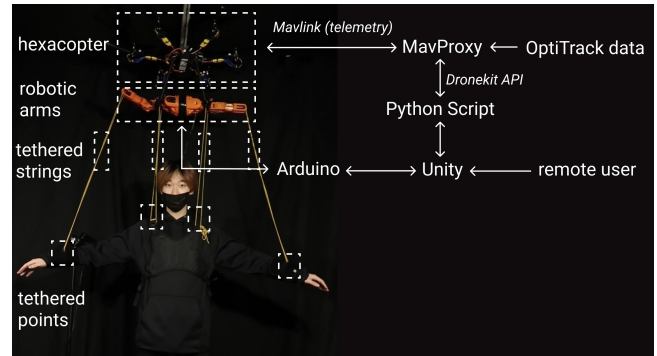 hexacopter
robotic
arms
tethered
strings
tethered
points
Mavlink (telemetry)
MavProxy
OptiTrack data
Dronekit API
Python Script
Arduino
Unity
remote user